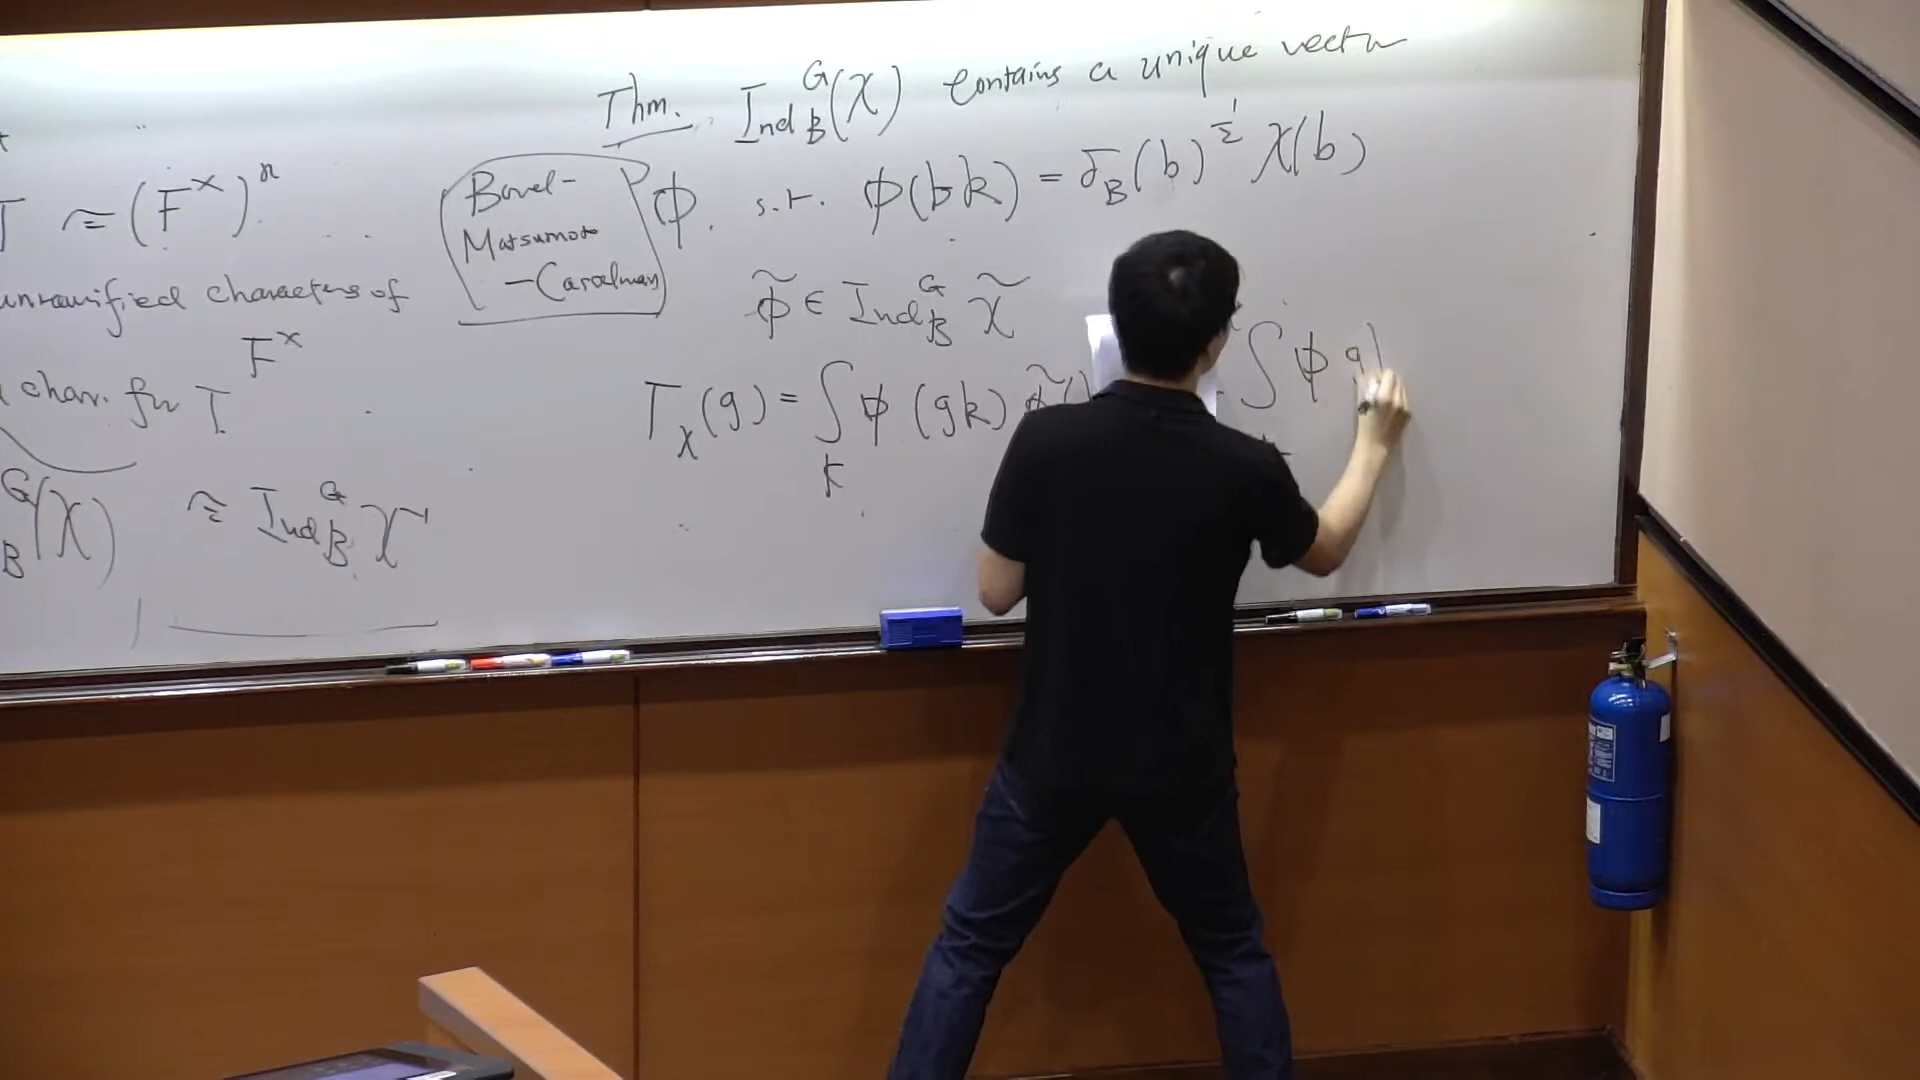 T ≈ (F^×)^n
unramified characters of
F^×
char. for T
G
B (χ) ≈ Ind_B^G χ^{-1}
Thm. Ind_B^G(χ) contains a unique vector
Borel-
Matsumoto
-Casselman
φ. s.t. φ(bk) = δ_B(b)^{1/2} χ(b)
φ̃ ∈ Ind_B^G χ̃
T_χ(g) = ∫_K φ(gk) φ̃( ∫ φ g